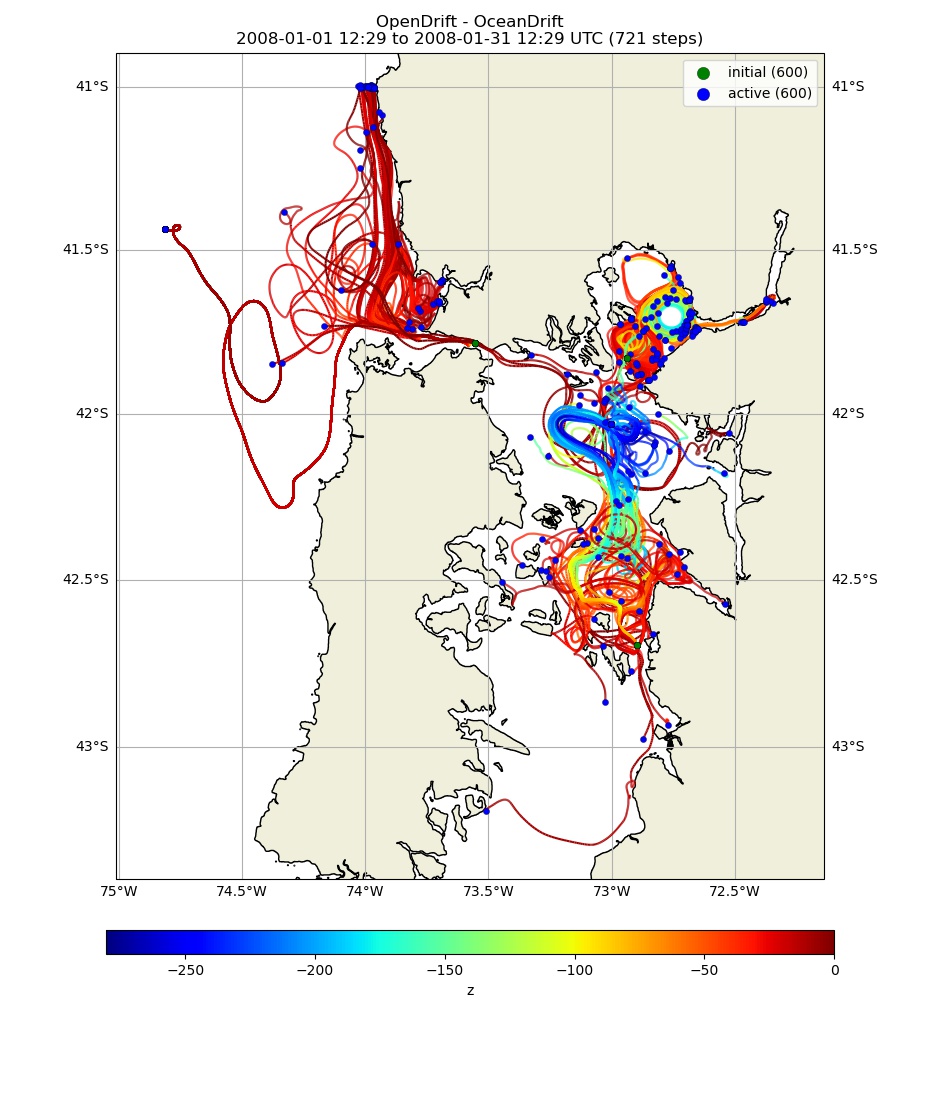 OpenDrift - OceanDrift
2008-01-01 12:29 to 2008-01-31 12:29 UTC (721 steps)
initial (600)
active (600)
41°S 41°S
41.5°S 41.5°S
42°S 42°S
42.5°S 42.5°S
43°S 43°S
75°W 74.5°W 74°W 73.5°W 73°W 72.5°W
−250 −200 −150 −100 −50 0
z